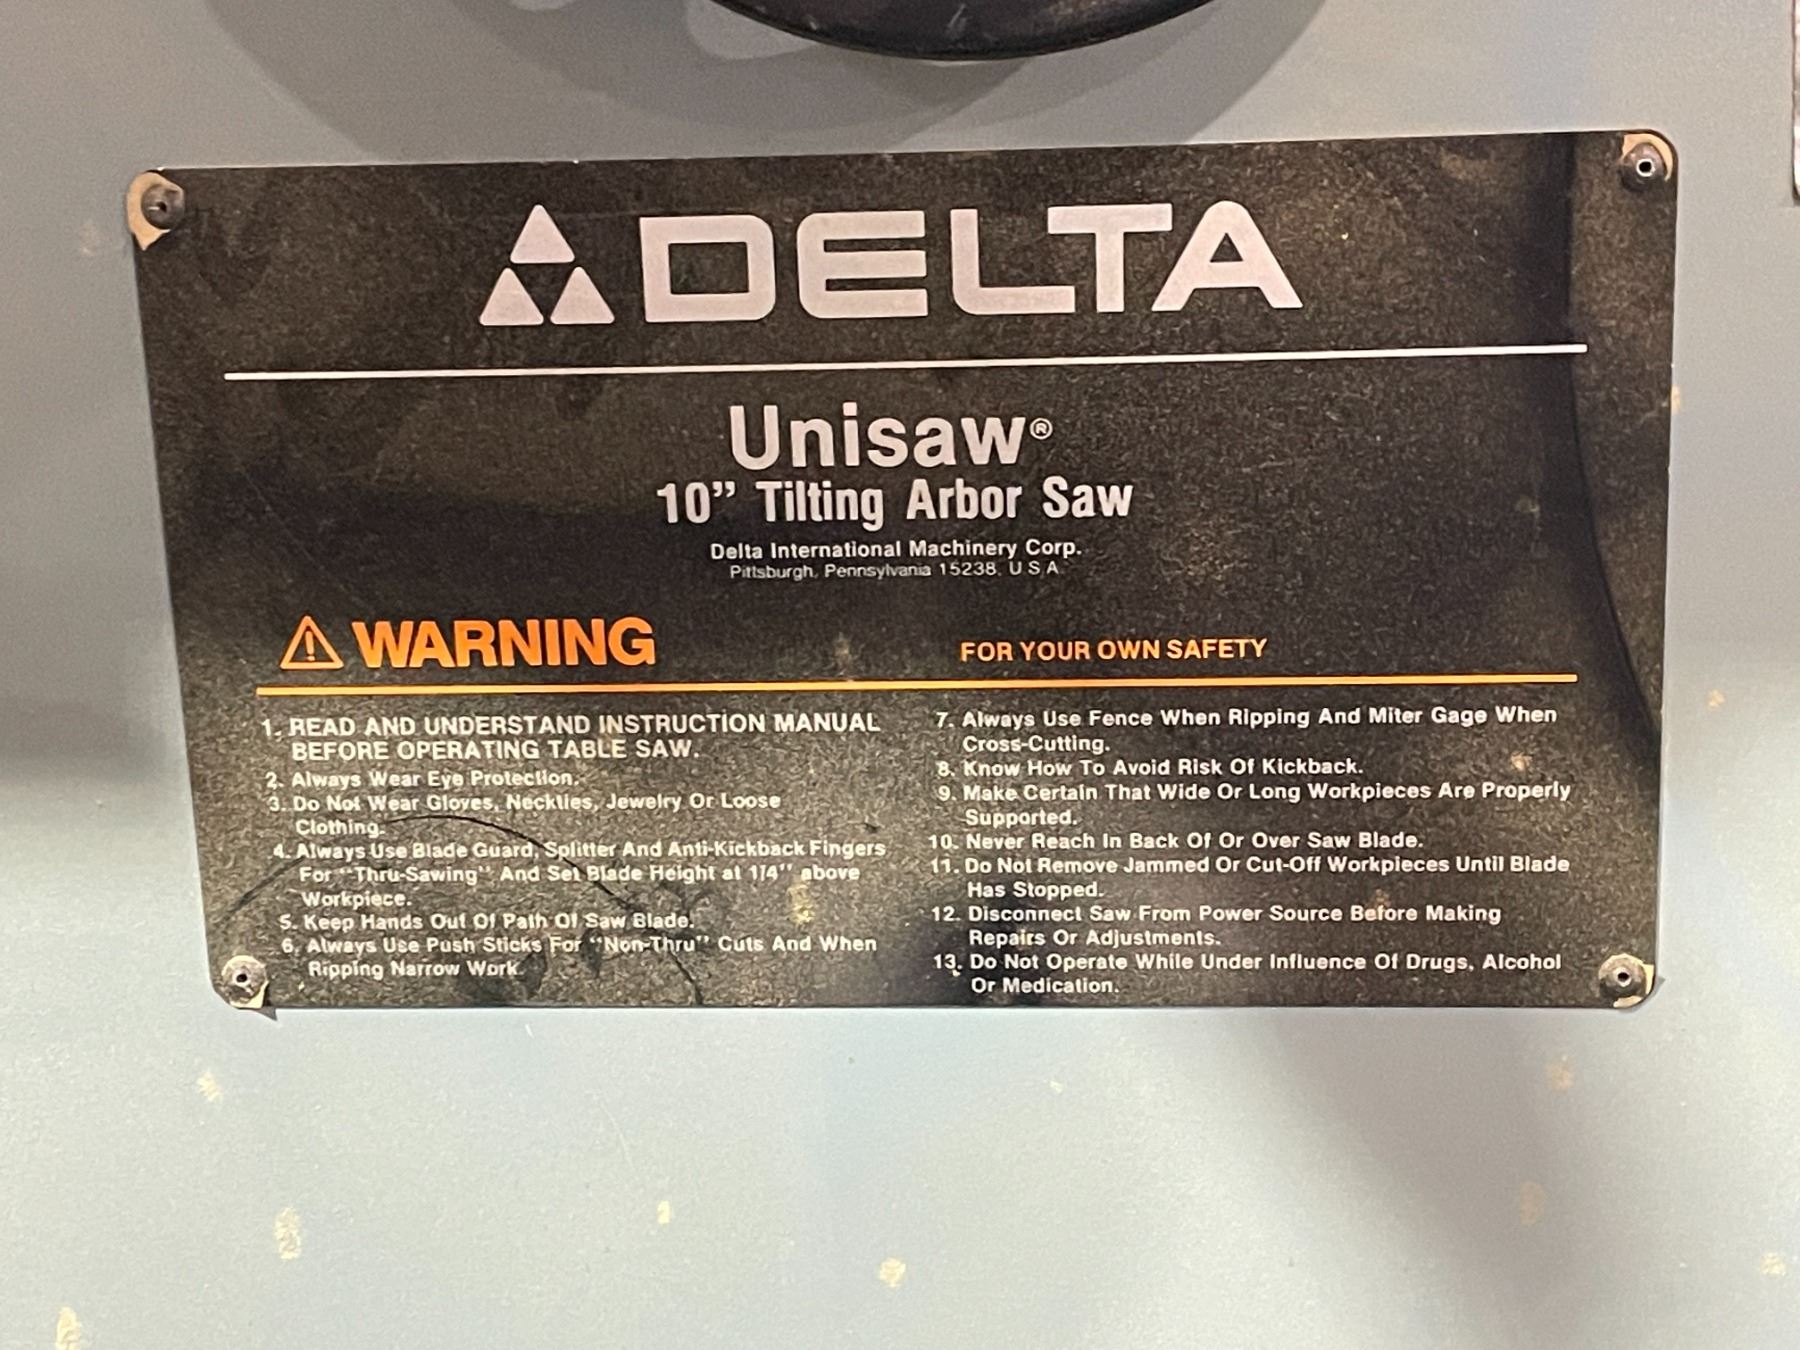 DELTA
Unisaw®
10” Tilting Arbor Saw
Delta International Machinery Corp.
Pittsburgh, Pennsylvania 15238, U.S.A.
WARNING
FOR YOUR OWN SAFETY
1. READ AND UNDERSTAND INSTRUCTION MANUAL
BEFORE OPERATING TABLE SAW.
2. Always Wear Eye Protection.
3. Do Not Wear Gloves, Neckties, Jewelry Or Loose
Clothing.
4. Always Use Blade Guard, Splitter And Anti-Kickback Fingers
For “Thru-Sawing” And Set Blade Height at 1/4” above
Workpiece.
5. Keep Hands Out Of Path Of Saw Blade.
6. Always Use Push Sticks For “Non-Thru” Cuts And When
Ripping Narrow Work.
7. Always Use Fence When Ripping And Miter Gage When
Cross-Cutting.
8. Know How To Avoid Risk Of Kickback.
9. Make Certain That Wide Or Long Workpieces Are Properly
Supported.
10. Never Reach In Back Of Or Over Saw Blade.
11. Do Not Remove Jammed Or Cut-Off Workpieces Until Blade
Has Stopped.
12. Disconnect Saw From Power Source Before Making
Repairs Or Adjustments.
13. Do Not Operate While Under Influence Of Drugs, Alcohol
Or Medication.